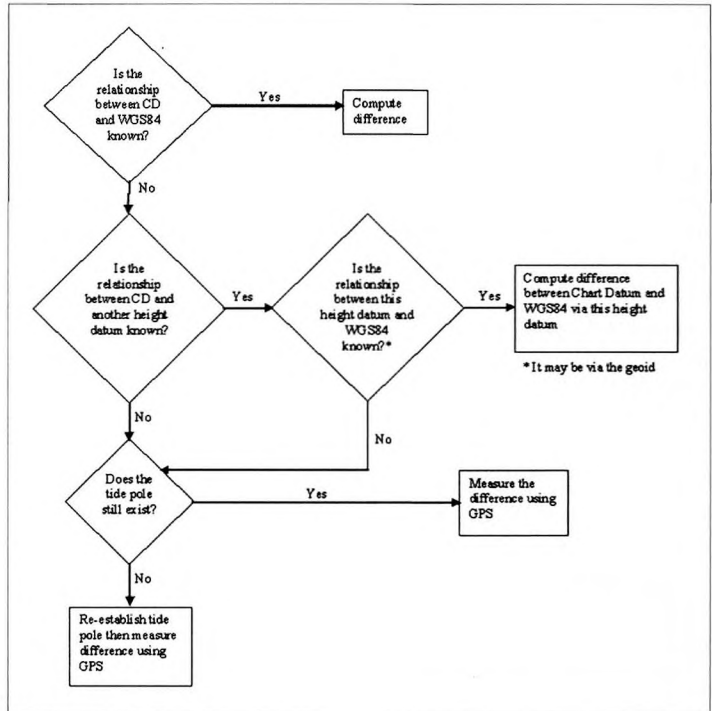 Is the
relationship
between CD
and WGS84
known?
Yes
Compute
difference
No
Is the
relationship
between CD and
another height
datum known?
Yes
Is the
relationship
between this
height datum and
WGS84
known?*
Yes
Compute difference
between Chart Datum and
WGS84 via this height
datum
*It may be via the geoid
No
No
Does the
tide pole
still exist?
Yes
Measure the
difference using
GPS
No
Re-establish tide
pole then measure
difference using
GPS